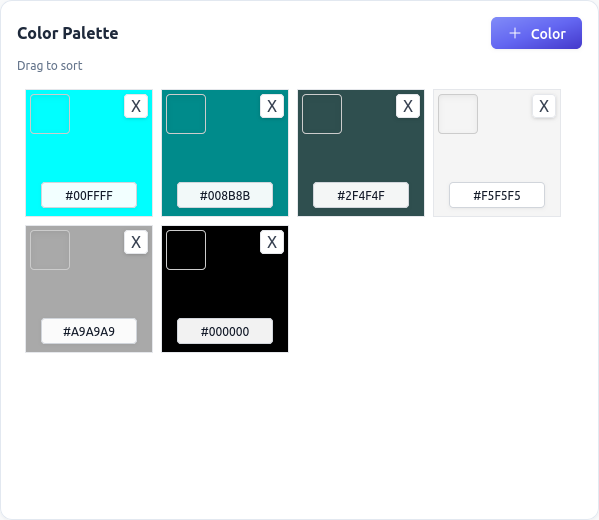 Color Palette
+ Color
Drag to sort
X X X X
#00FFFF #008B8B #2F4F4F #F5F5F5
X X
#A9A9A9 #000000